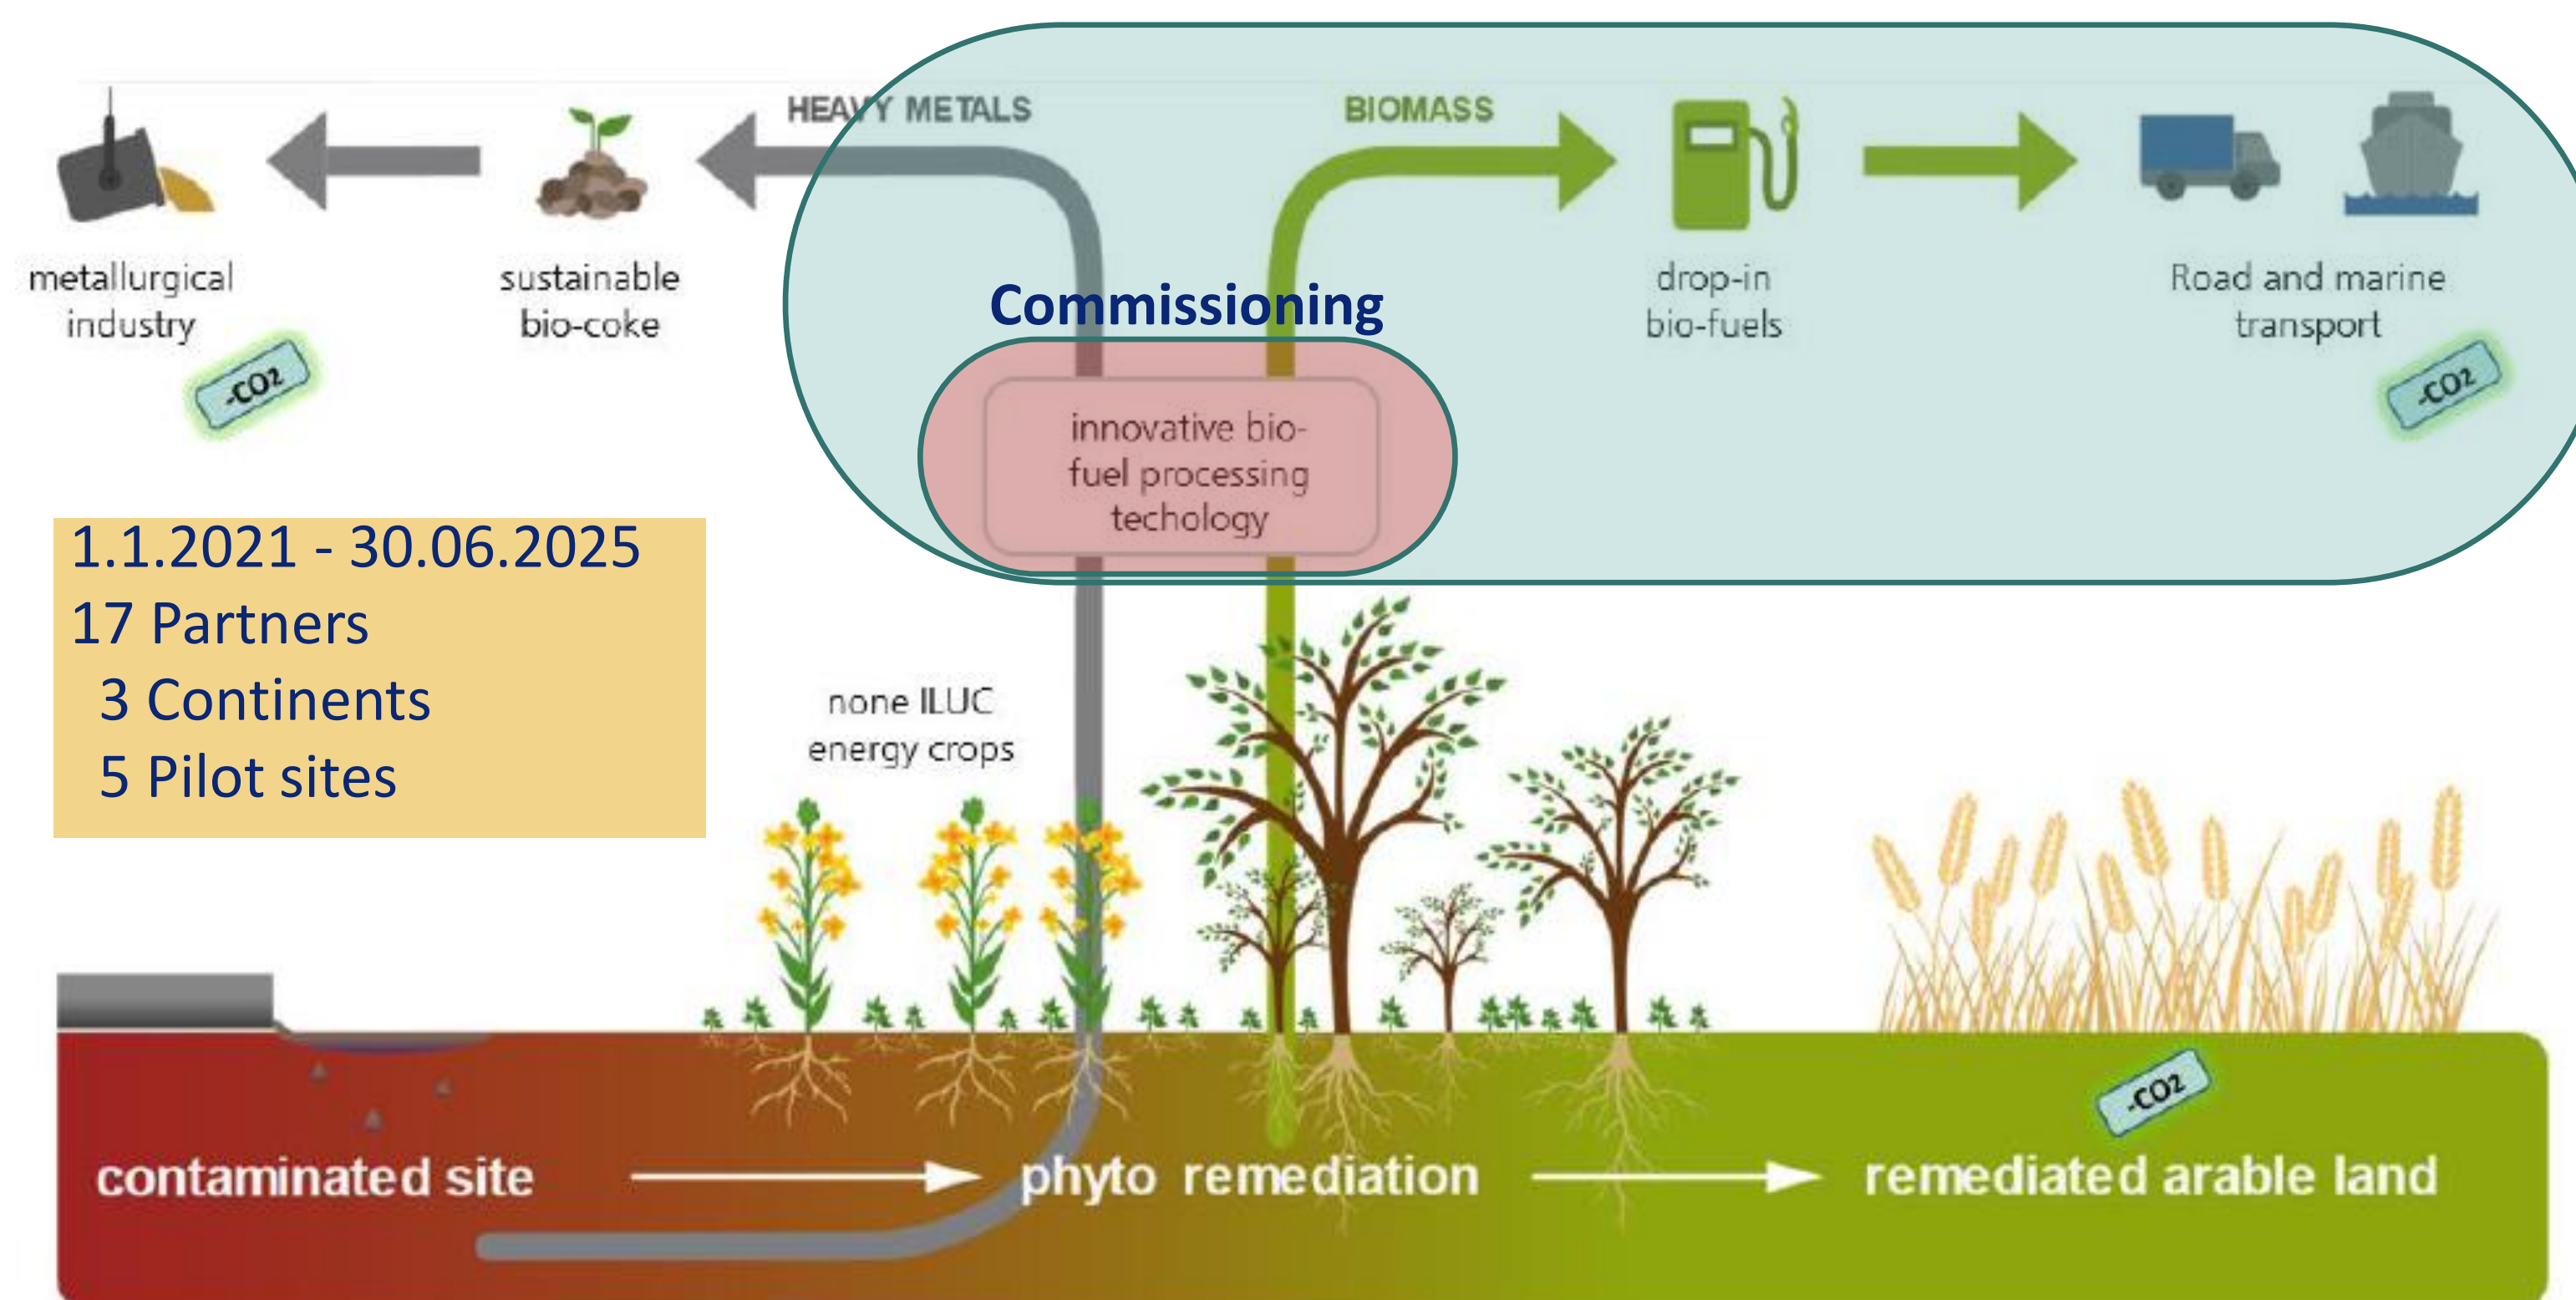 HEAVY METALS
BIOMASS
metallurgical
industry
-CO2
sustainable
bio-coke
drop-in
bio-fuels
Road and marine
transport
-CO2
Commissioning
innovative bio-
fuel processing
techology
1.1.2021 - 30.06.2025
17 Partners
3 Continents
5 Pilot sites
none ILUC
energy crops
-CO2
contaminated site
phyto remediation
remediated arable land